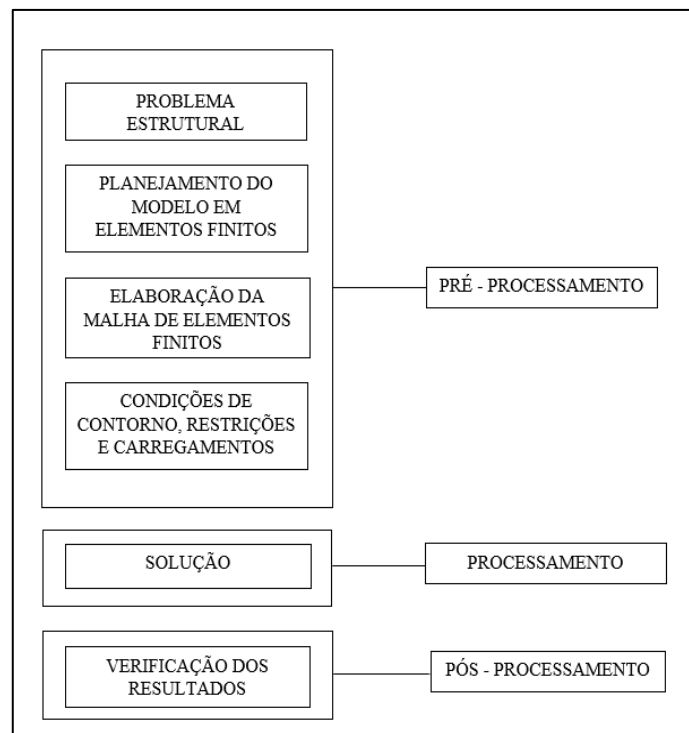 PROBLEMA
ESTRUTURAL
PLANEJAMENTO DO
MODELO EM
ELEMENTOS FINITOS
ELABORAÇÃO DA
MALHA DE ELEMENTOS
FINITOS
PRÉ - PROCESSAMENTO
CONDIÇÕES DE
CONTORNO, RESTRIÇÕES
E CARREGAMENTOS
SOLUÇÃO
PROCESSAMENTO
VERIFICAÇÃO DOS
RESULTADOS
PÓS - PROCESSAMENTO